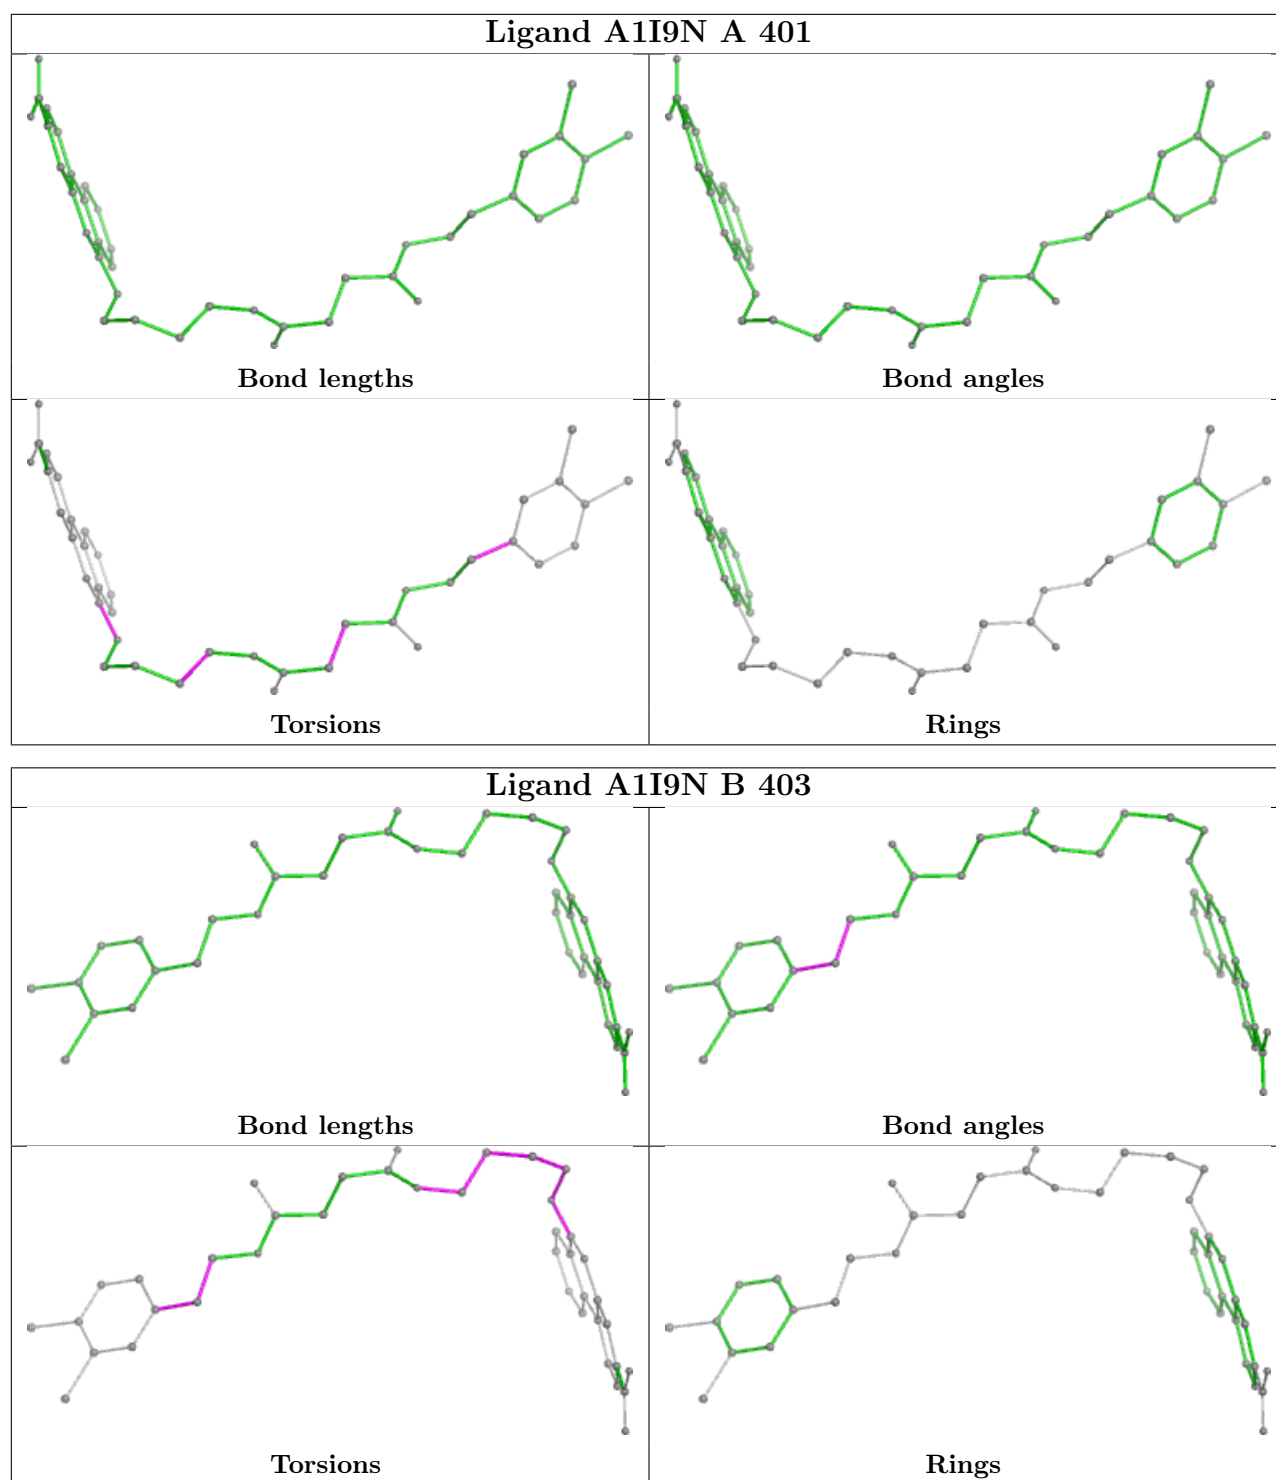 Ligand A1I9N A 401
Bond lengths
Bond angles
Torsions
Rings
Ligand A1I9N B 403
Bond lengths
Bond angles
Torsions
Rings